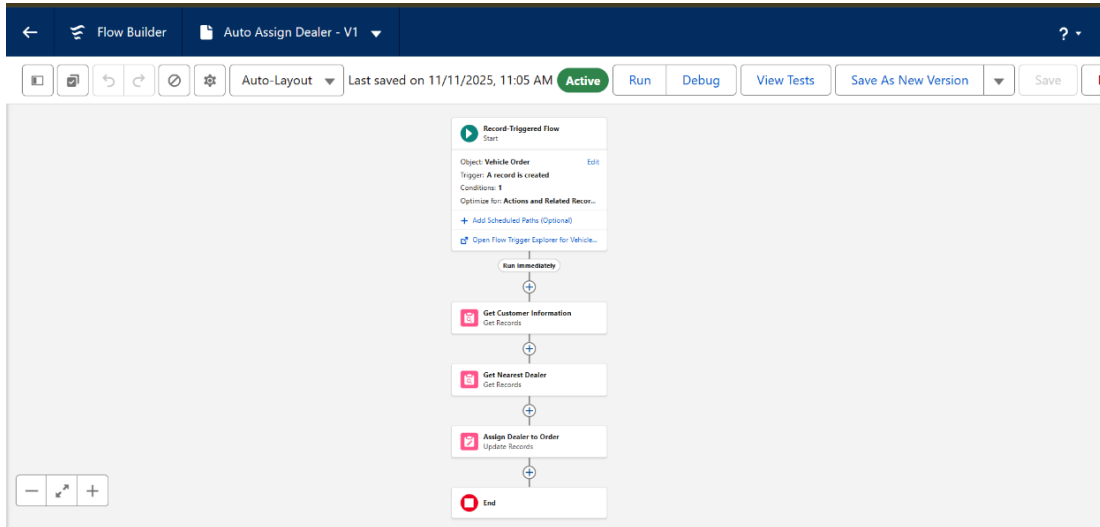 Flow Builder
Auto Assign Dealer - V1
?
Auto-Layout
Last saved on 11/11/2025, 11:05 AM
Active
Run
Debug
View Tests
Save As New Version
Save
Record-Triggered Flow
Start
Object: Vehicle Order
Edit
Trigger: A record is created
Conditions: 1
Optimize for: Actions and Related Recor...
+ Add Scheduled Paths (Optional)
Open Flow Trigger Explorer for Vehicle...
Run Immediately
Get Customer Information
Get Records
Get Nearest Dealer
Get Records
Assign Dealer to Order
Update Records
End